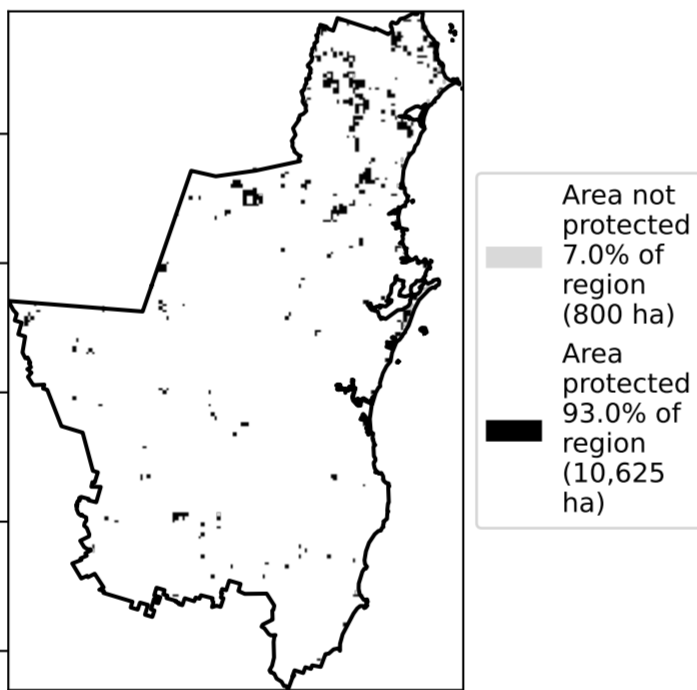 Area not
protected
7.0% of
region
(800 ha)
Area
protected
93.0% of
region
(10,625
ha)